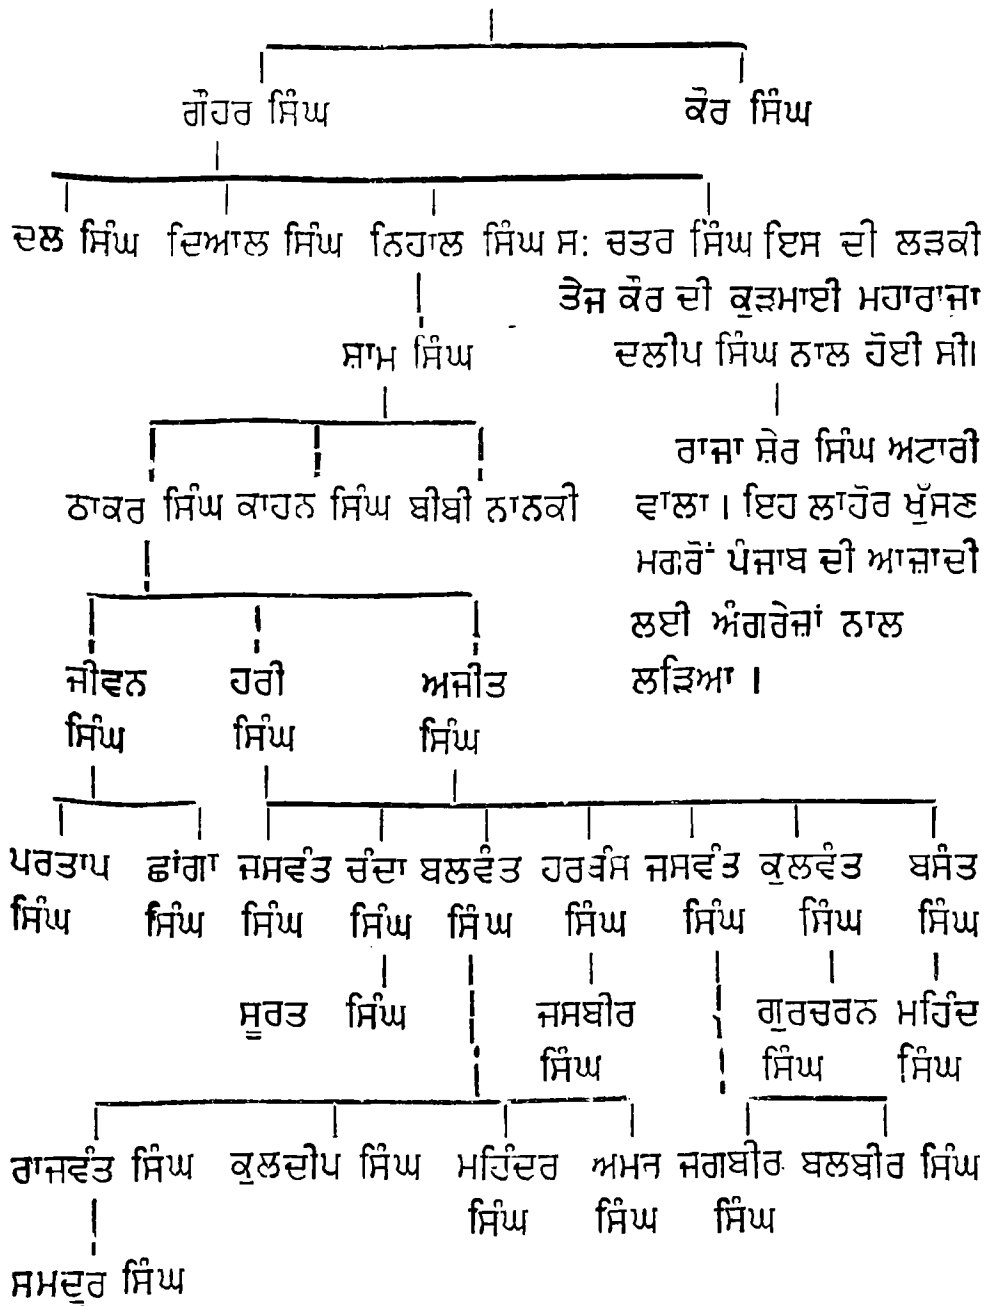 ਗੌਹਰ ਸਿੰਘ ਕੌਰ ਸਿੰਘ
ਦਲ ਸਿੰਘ ਦਿਆਲ ਸਿੰਘ ਨਿਹਾਲ ਸਿੰਘ ਸ: ਚਤਰ ਸਿੰਘ ਇਸ ਦੀ ਲੜਕੀ
ਤੇਜ ਕੌਰ ਦੀ ਕੁੜਮਾਈ ਮਹਾਰਾਜਾ
ਸ਼ਾਮ ਸਿੰਘ ਦਲੀਪ ਸਿੰਘ ਨਾਲ ਹੋਈ ਸੀ।
ਰਾਜਾ ਸ਼ੇਰ ਸਿੰਘ ਅਟਾਰੀ
ਠਾਕਰ ਸਿੰਘ ਕਾਹਨ ਸਿੰਘ ਬੀਬੀ ਨਾਨਕੀ ਵਾਲਾ। ਇਹ ਲਾਹੋਰ ਖੁੱਸਣ
ਮਗਰੋਂ ਪੰਜਾਬ ਦੀ ਆਜ਼ਾਦੀ
ਲਈ ਅੰਗਰੇਜ਼ਾਂ ਨਾਲ
ਜੀਵਨ ਹਰੀ ਅਜੀਤ ਲੜਿਆ।
ਸਿੰਘ ਸਿੰਘ ਸਿੰਘ
ਪਰਤਾਪ ਛਾਂਗਾ ਜਸਵੰਤ ਚੰਦਾ ਬਲਵੰਤ ਜਸਵੰਤ ਕੁਲਵੰਤ ਬਸੰਤ
ਸਿੰਘ ਸਿੰਘ ਸਿੰਘ ਸਿੰਘ ਸਿੰਘ ਸਿੰਘ ਸਿੰਘ ਸਿੰਘ ਸਿੰਘ
ਸੂਰਤ ਸਿੰਘ ਜਸਬੀਰ ਗੁਰਚਰਨ ਮਹਿੰਦ
ਸਿੰਘ ਸਿੰਘ ਸਿੰਘ
ਰਾਜਵੰਤ ਸਿੰਘ ਕੁਲਦੀਪ ਸਿੰਘ ਮਹਿੰਦਰ ਅਮਰ ਜਗਬੀਰ ਬਲਬੀਰ ਸਿੰਘ
ਸਿੰਘ ਸਿੰਘ ਸਿੰਘ
ਸਮਦੂਰ ਸਿੰਘ